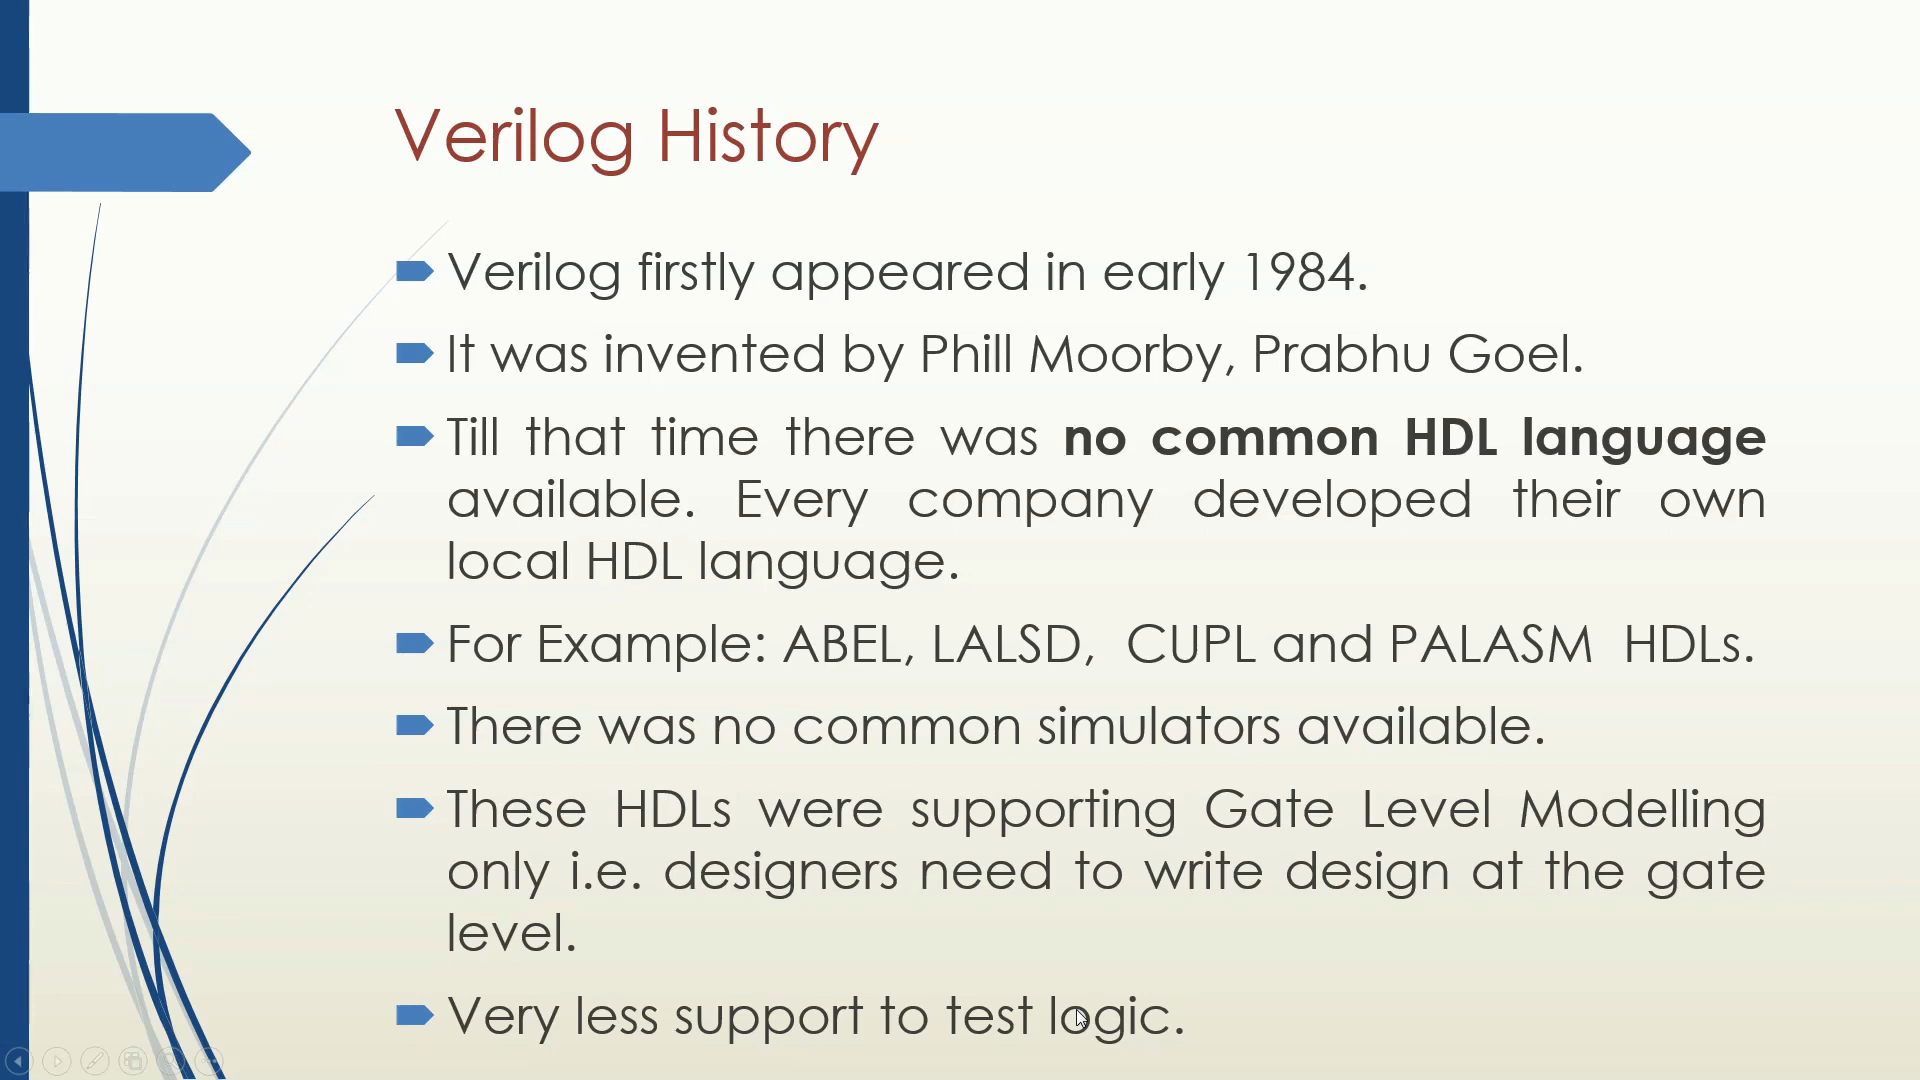 Verilog History
Verilog firstly appeared in early 1984.
It was invented by Phill Moorby, Prabhu Goel.
Till that time there was no common HDL language
available. Every company developed their own
local HDL language.
For Example: ABEL, LALSD, CUPL and PALASM HDLs.
There was no common simulators available.
These HDLs were supporting Gate Level Modelling
only i.e. designers need to write design at the gate
level.
Very less support to test logic.